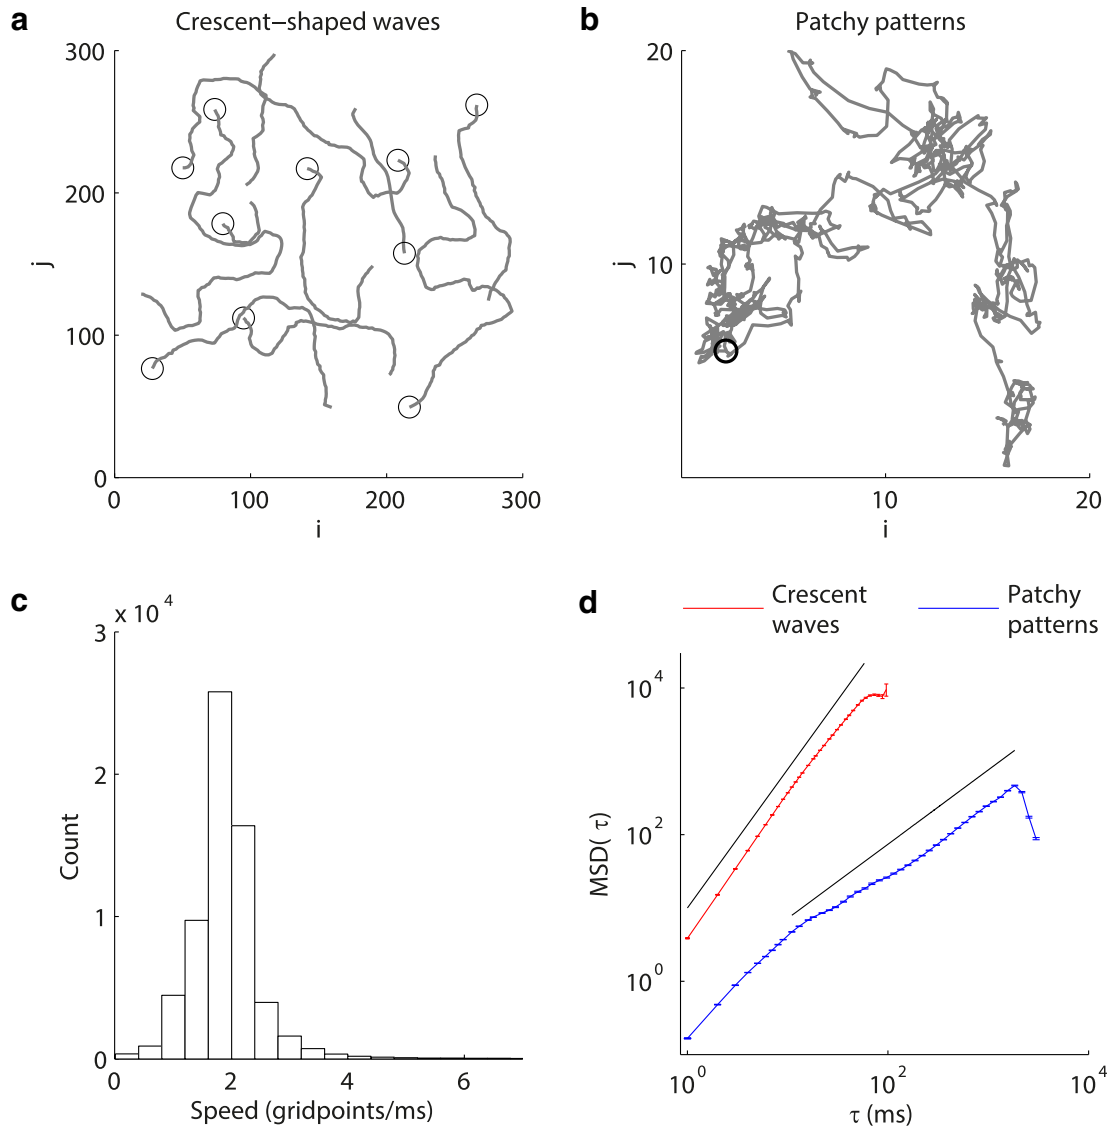 a Crescent−shaped waves
300
200
100
0
j
0 100 200 300
i
b Patchy patterns
20
10
j
10 20
i
c
x 10^4
3
2
1
0
Count
0 2 4 6
Speed (gridpoints/ms)
d
Crescent waves
Patchy patterns
10^4
10^2
10^0
MSD( τ)
10^0 10^2 10^4
τ (ms)